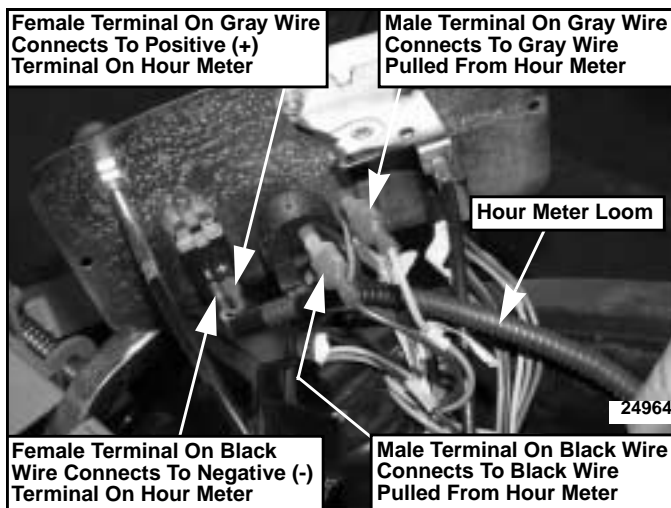 Female Terminal On Gray Wire
Connects To Positive (+)
Terminal On Hour Meter
Male Terminal On Gray Wire
Connects To Gray Wire
Pulled From Hour Meter
Hour Meter Loom
24964
Female Terminal On Black
Wire Connects To Negative (-)
Terminal On Hour Meter
Male Terminal On Black Wire
Connects To Black Wire
Pulled From Hour Meter